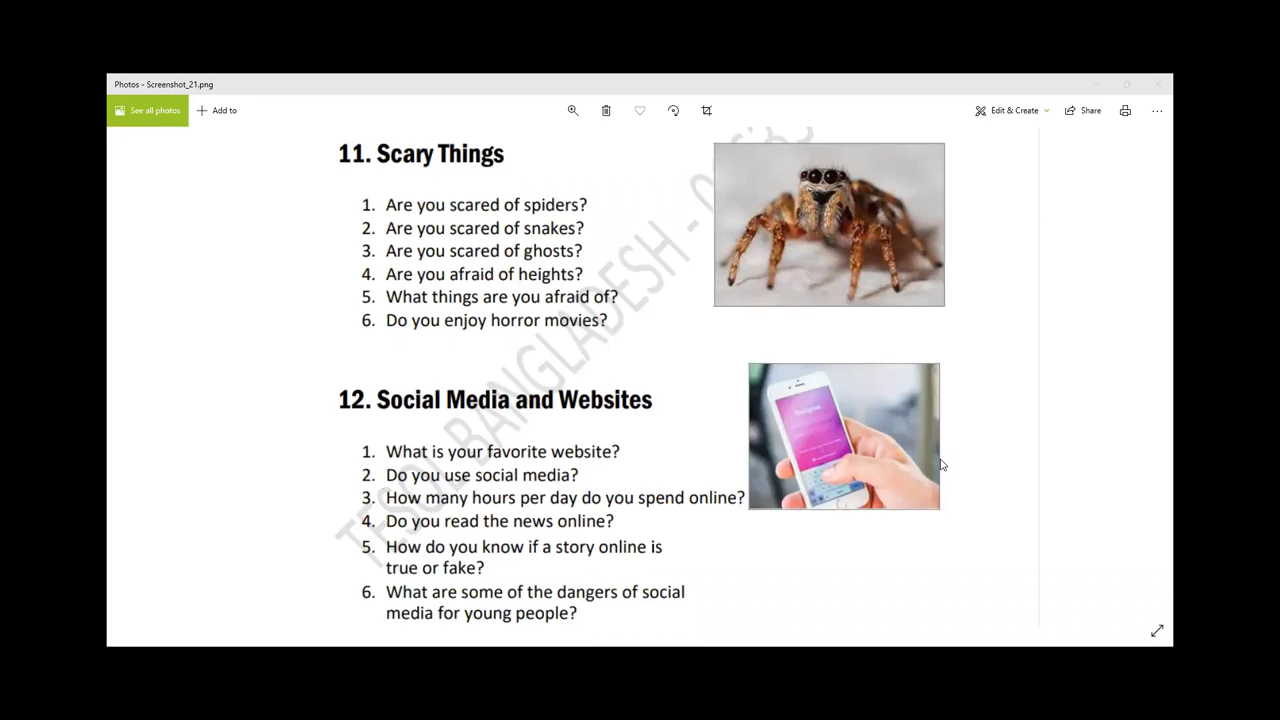 Photos - Screenshot_21.png
See all photos
Add to
Edit & Create
Share
11. Scary Things
1. Are you scared of spiders?
2. Are you scared of snakes?
3. Are you scared of ghosts?
4. Are you afraid of heights?
5. What things are you afraid of?
6. Do you enjoy horror movies?
12. Social Media and Websites
1. What is your favorite website?
2. Do you use social media?
3. How many hours per day do you spend online?
4. Do you read the news online?
5. How do you know if a story online is
true or fake?
6. What are some of the dangers of social
media for young people?
TESOL BANGLADESH -
Instagram